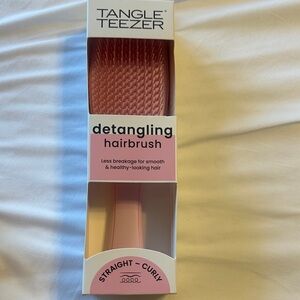 TANGLE
TEEZER
detangling
hairbrush
Less breakage for smooth
& healthy-looking hair
STRAIGHT – CURLY